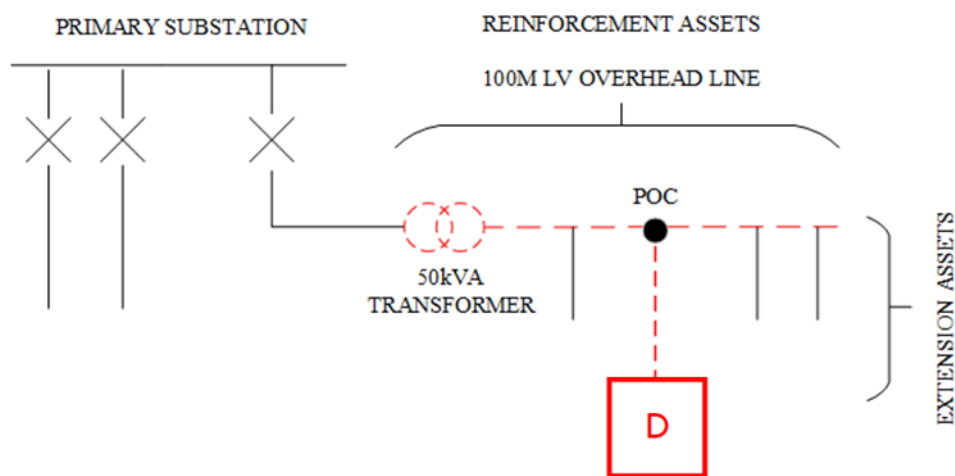 PRIMARY SUBSTATION
REINFORCEMENT ASSETS
100M LV OVERHEAD LINE
POC
50kVA
TRANSFORMER
EXTENSION ASSETS
D